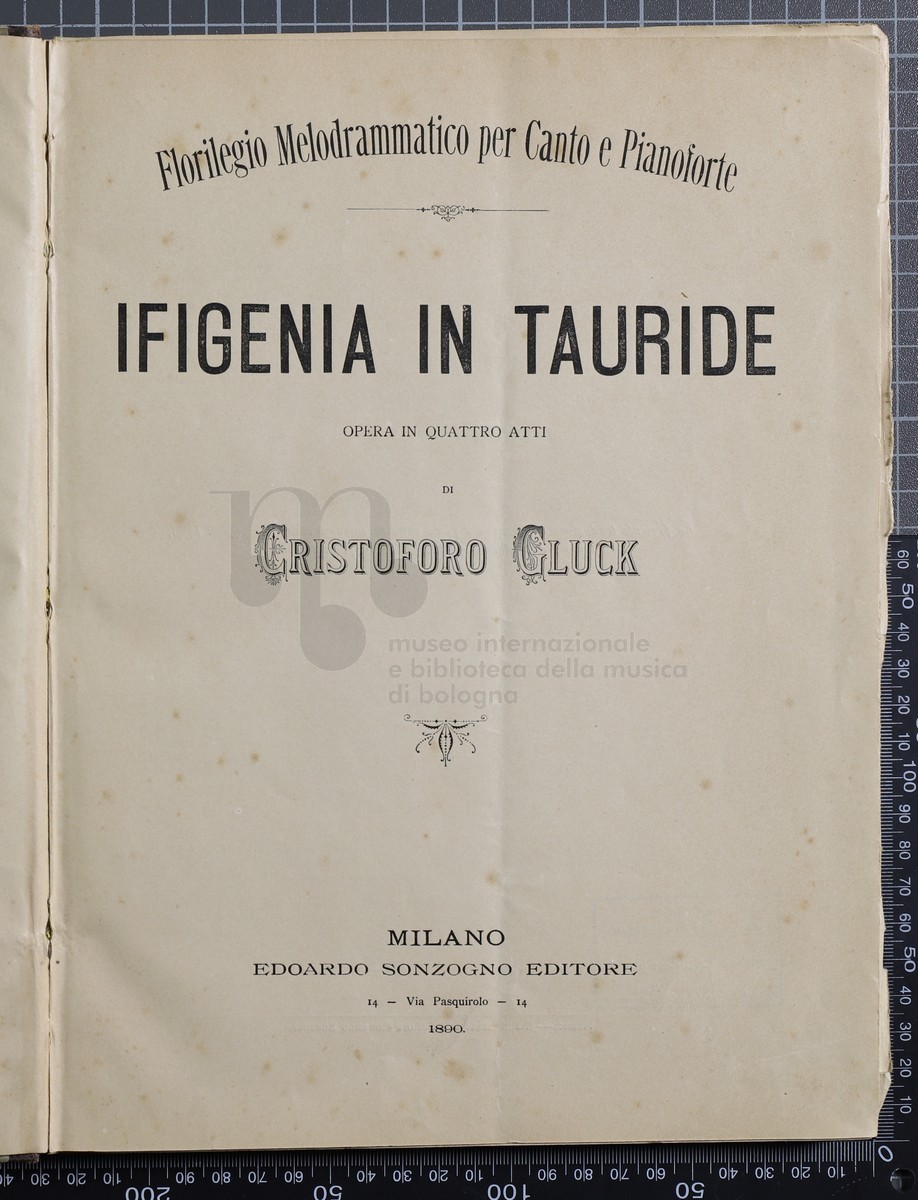 Florilegio Melodrammatico per Canto e Pianoforte
IFIGENIA IN TAURIDE
OPERA IN QUATTRO ATTI
DI
CRISTOFORO GLUCK
museo internazionale
e biblioteca della musica
di bologna
MILANO
EDOARDO SONZOGNO EDITORE
14 — Via Pasquirolo — 14
1890.